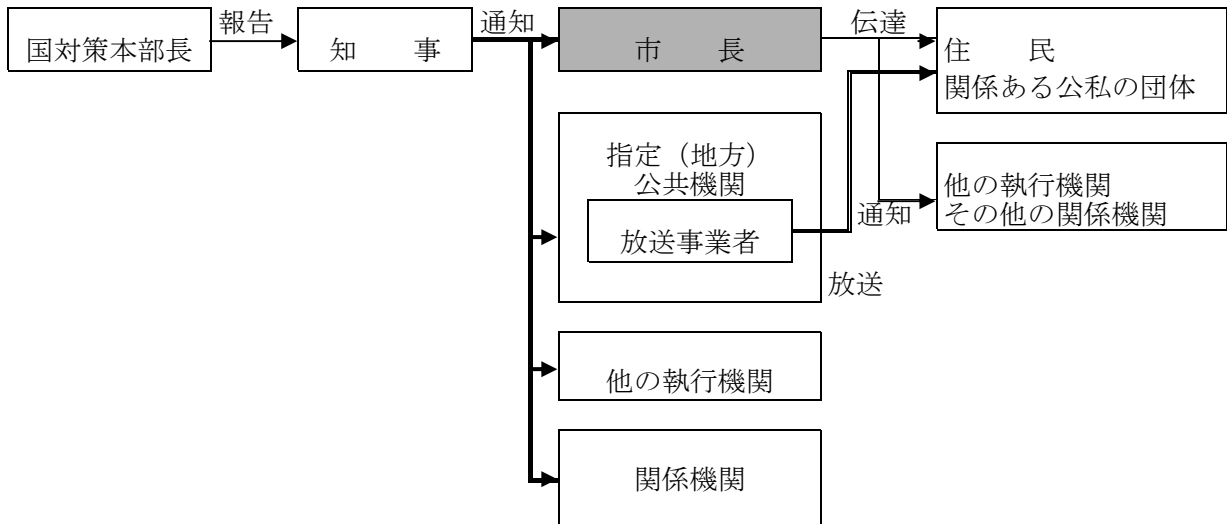 報告
国対策本部長
知　　事
通知
市　　長
伝達
住　　民
関係ある公私の団体
指定（地方）
公共機関
放送事業者
放送
通知
他の執行機関
その他の関係機関
他の執行機関
関係機関